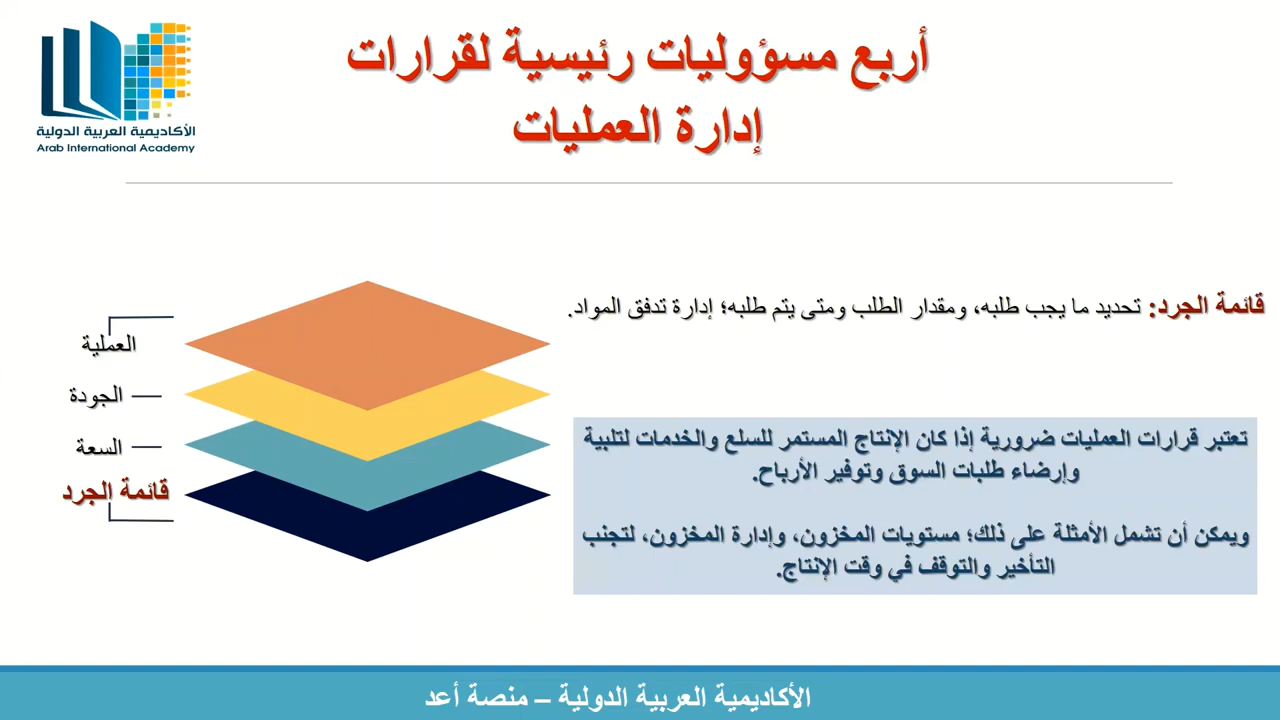 أربع مسؤوليات رئيسية لقرارات
إدارة العمليات
الأكاديمية العربية الدولية
Arab International Academy
قائمة الجرد: تحديد ما يجب طلبه، ومقدار الطلب ومتى يتم طلبه؛ إدارة تدفق المواد.
العملية
الجودة
السعة
قائمة الجرد
تعتبر قرارات العمليات ضرورية إذا كان الإنتاج المستمر للسلع والخدمات لتلبية
وإرضاء طلبات السوق وتوفير الأرباح.
ويمكن أن تشمل الأمثلة على ذلك؛ مستويات المخزون، وإدارة المخزون، لتجنب
التأخير والتوقف في وقت الإنتاج.
الأكاديمية العربية الدولية – منصة أعد